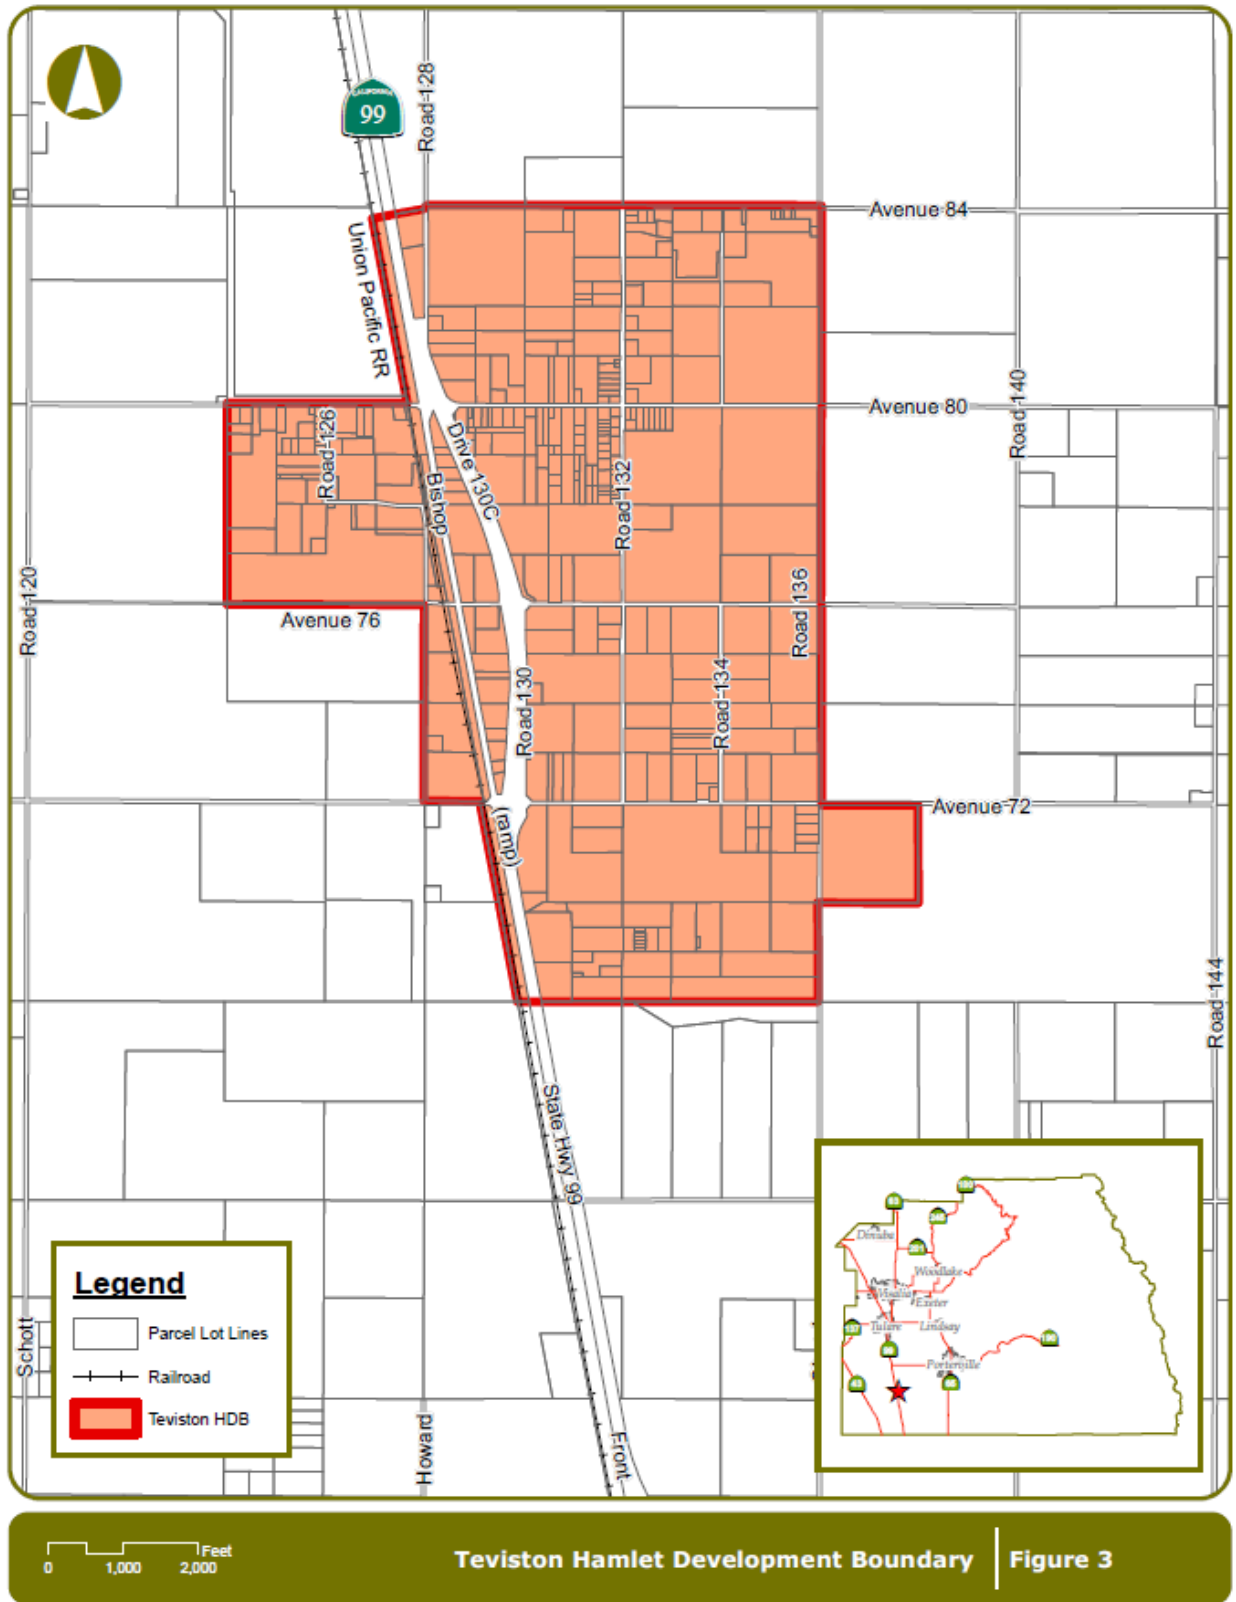 CALIFORNIA
99
Road 128
Avenue 84
Union Pacific RR
Avenue 80
Road 140
Road 126
Drive 130C
Bishop
Road 132
Road 120
Avenue 76
Road 136
Road 134
Road 130
Avenue 72
(ramp)
Road 144
State Hwy 99
Schott
Howard
Front
Legend
Parcel Lot Lines
Railroad
Teviston HDB
Dinuba
Woodlake
Visalia
Exeter
Tulare
Lindsay
Porterville
Feet
0 1,000 2,000
Teviston Hamlet Development Boundary
Figure 3